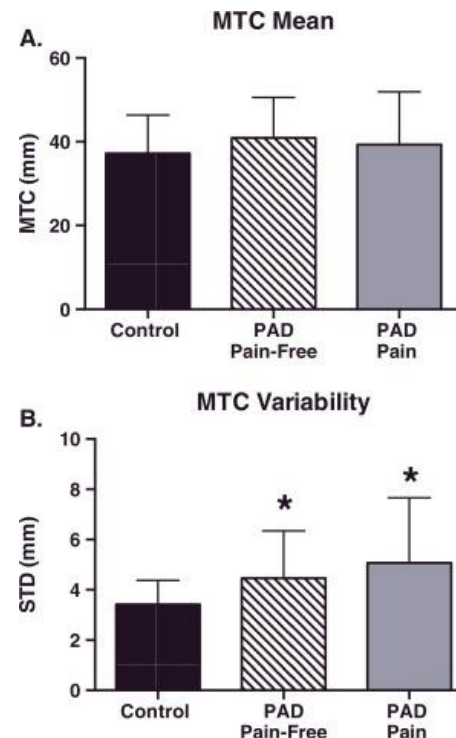 MTC Mean
A.
60
40
20
0
MTC (mm)
Control
PAD
Pain-Free
PAD
Pain
MTC Variability
B.
10
8
6
4
2
0
STD (mm)
*
*
Control
PAD
Pain-Free
PAD
Pain